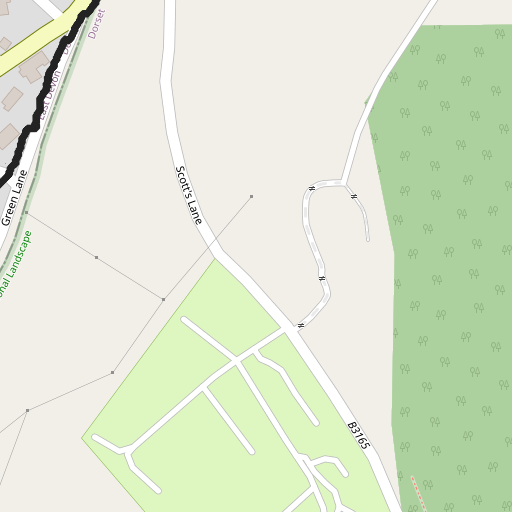 Dorset
East Devon
Green Lane
Scott's Lane
onal Landscape
B3165